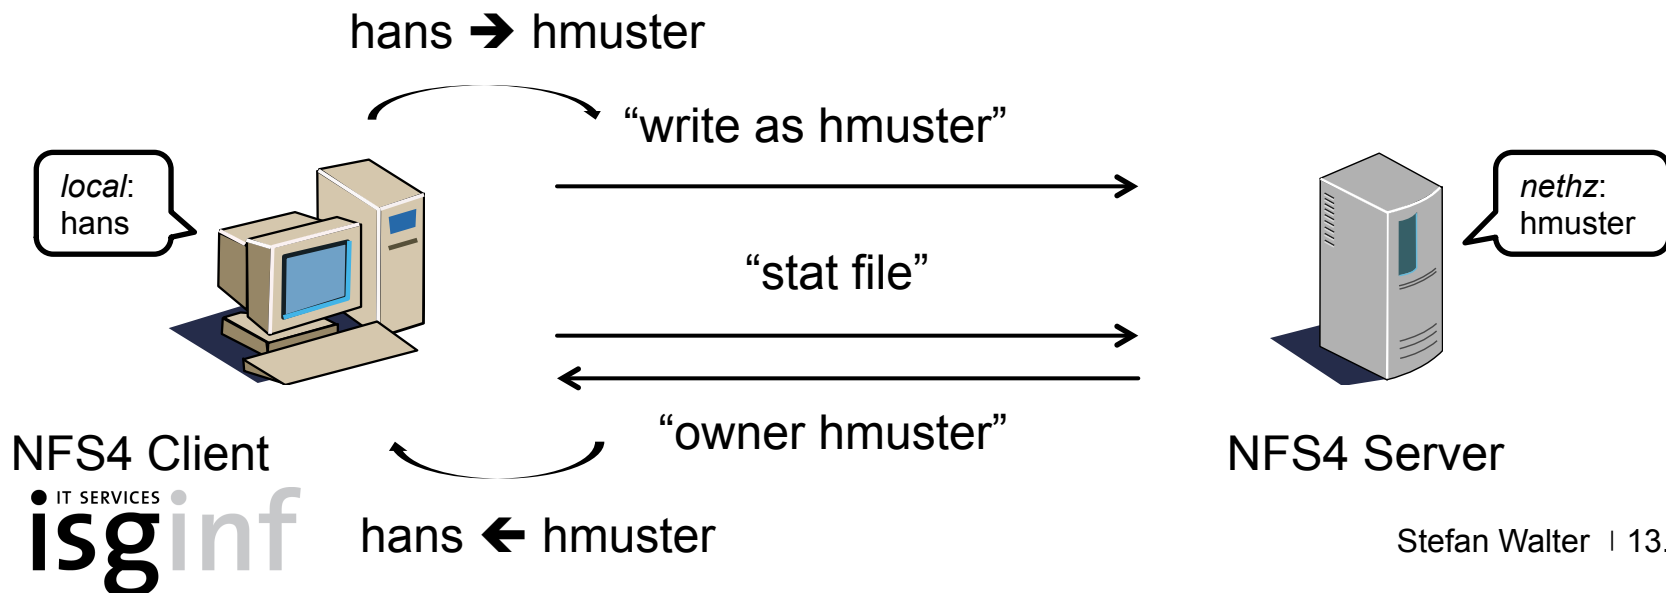 hans ➔ hmuster
“write as hmuster”
local:
hans
nethz:
hmuster
“stat file”
“owner hmuster”
NFS4 Client
NFS4 Server
IT SERVICES
isginf
hans 🡰 hmuster
Stefan Walter | 13.